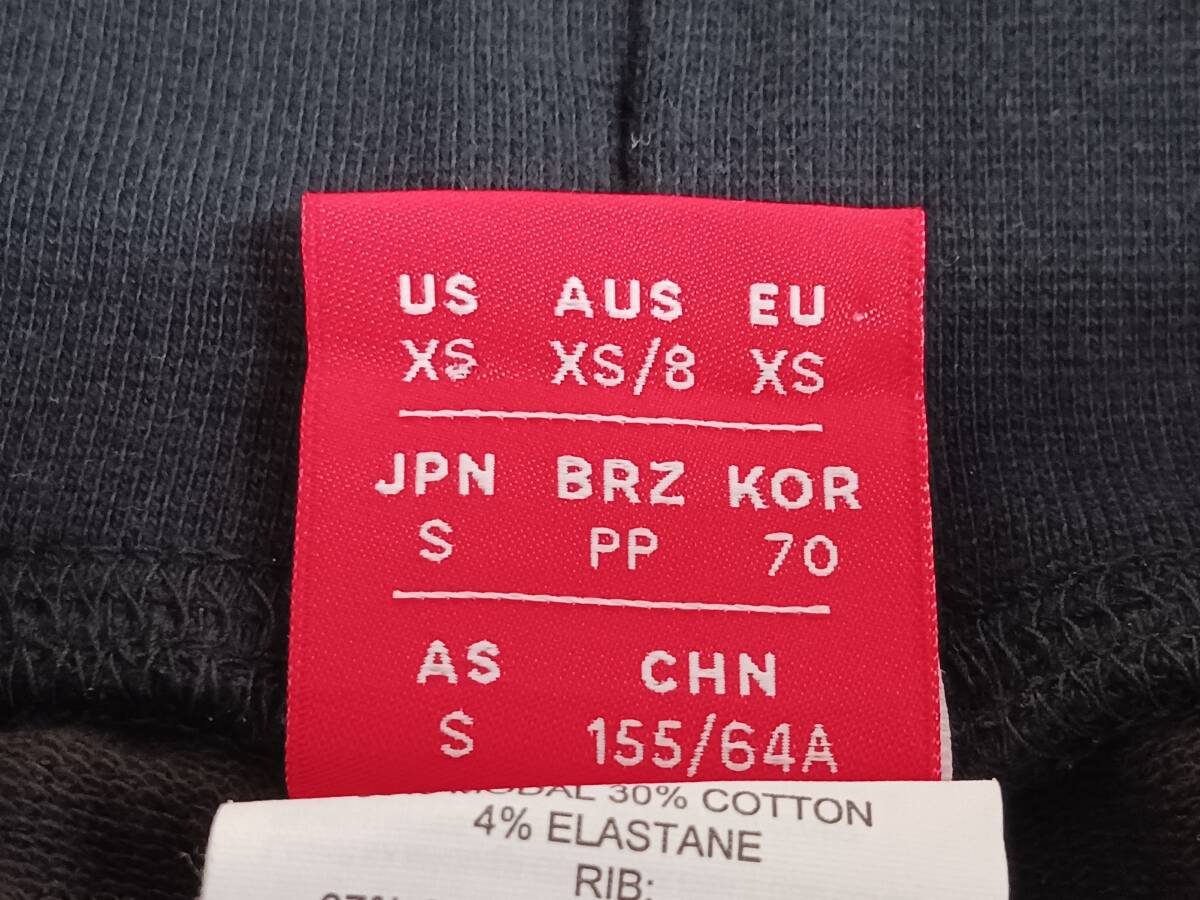 US AUS EU
XS XS/8 XS
JPN BRZ KOR
S PP 70
AS CHN
S 155/64A
MODAL 30% COTTON
4% ELASTANE
RIB: